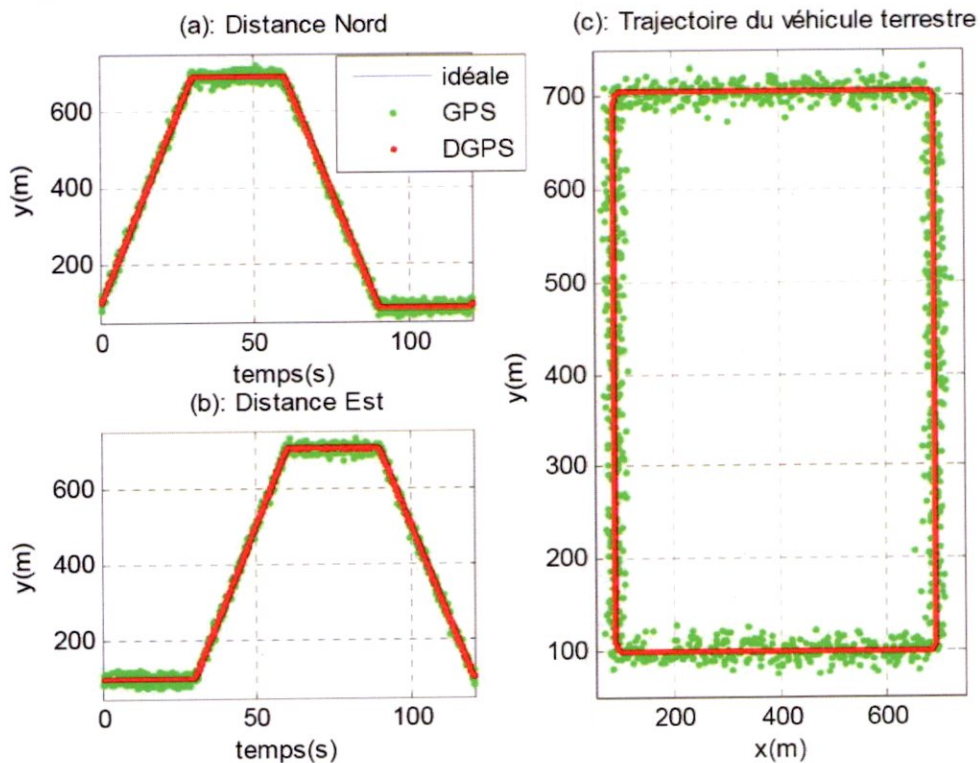 (a): Distance Nord
600
400
200
y(m)
0
50
100
temps(s)
idéale
GPS
DGPS
(b): Distance Est
600
400
200
y(m)
0
50
100
temps(s)
(c): Trajectoire du véhicule terrestre
700
600
500
400
300
200
100
y(m)
200
400
600
x(m)